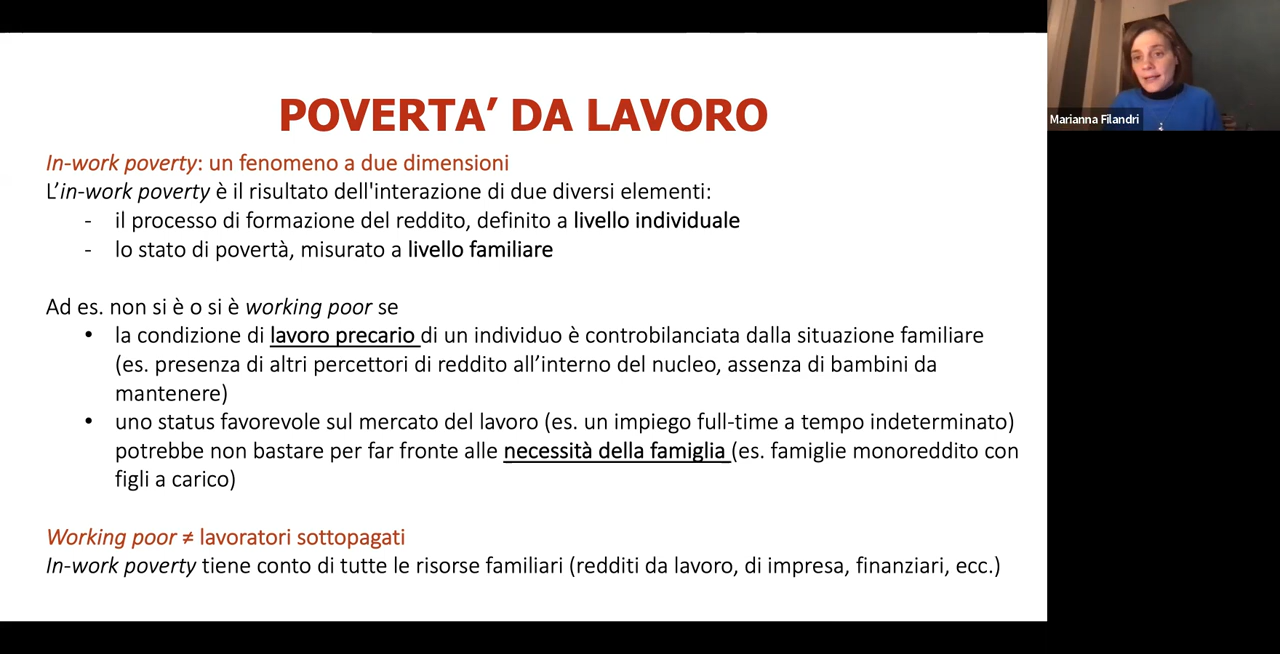 POVERTA’ DA LAVORO
In-work poverty: un fenomeno a due dimensioni
L’in-work poverty è il risultato dell'interazione di due diversi elementi:
- il processo di formazione del reddito, definito a livello individuale
- lo stato di povertà, misurato a livello familiare
Ad es. non si è o si è working poor se
• la condizione di lavoro precario di un individuo è controbilanciata dalla situazione familiare
(es. presenza di altri percettori di reddito all’interno del nucleo, assenza di bambini da
mantenere)
• uno status favorevole sul mercato del lavoro (es. un impiego full-time a tempo indeterminato)
potrebbe non bastare per far fronte alle necessità della famiglia (es. famiglie monoreddito con
figli a carico)
Working poor ≠ lavoratori sottopagati
In-work poverty tiene conto di tutte le risorse familiari (redditi da lavoro, di impresa, finanziari, ecc.)
Marianna Filandri